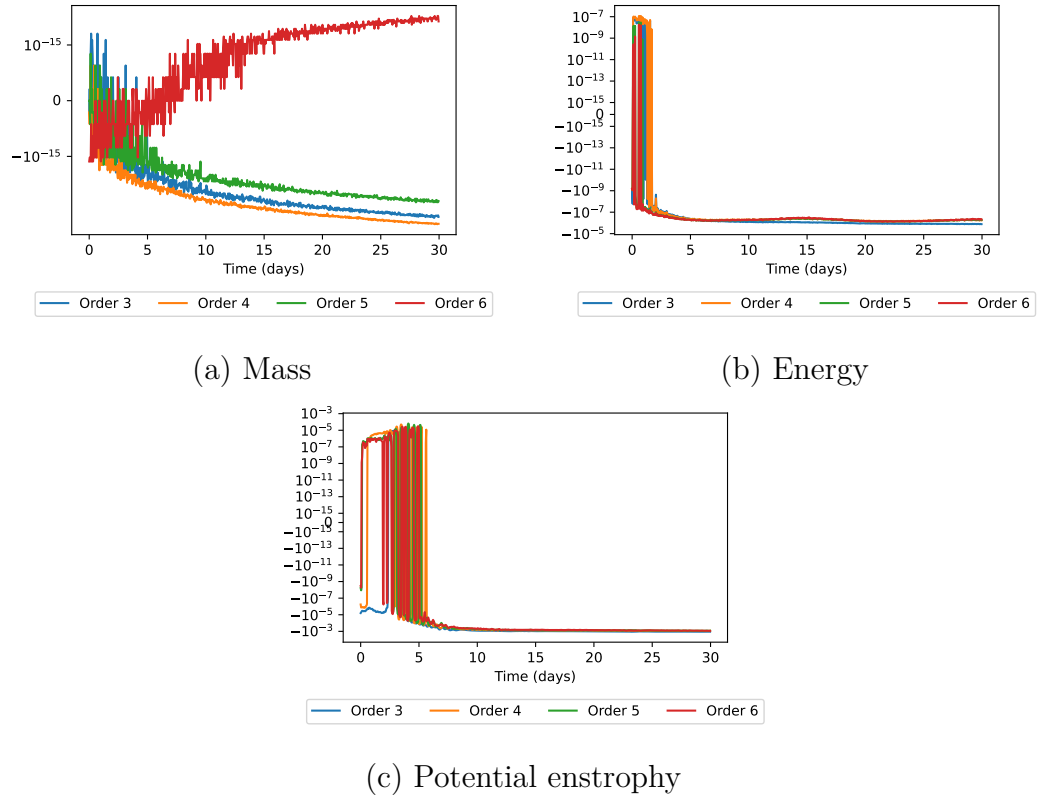 10⁻¹⁵
0
−10⁻¹⁵
0 5 10 15 20 25 30
Time (days)
Order 3 Order 4 Order 5 Order 6
(a) Mass
10⁻⁷
10⁻⁹
10⁻¹¹
10⁻¹³
10⁻¹⁵
0
−10⁻¹⁵
−10⁻¹³
−10⁻¹¹
−10⁻⁹
−10⁻⁷
−10⁻⁵
0 5 10 15 20 25 30
Time (days)
Order 3 Order 4 Order 5 Order 6
(b) Energy
10⁻³
10⁻⁵
10⁻⁷
10⁻⁹
10⁻¹¹
10⁻¹³
10⁻¹⁵
0
−10⁻¹⁵
−10⁻¹³
−10⁻¹¹
−10⁻⁹
−10⁻⁷
−10⁻⁵
−10⁻³
0 5 10 15 20 25 30
Time (days)
Order 3 Order 4 Order 5 Order 6
(c) Potential enstrophy